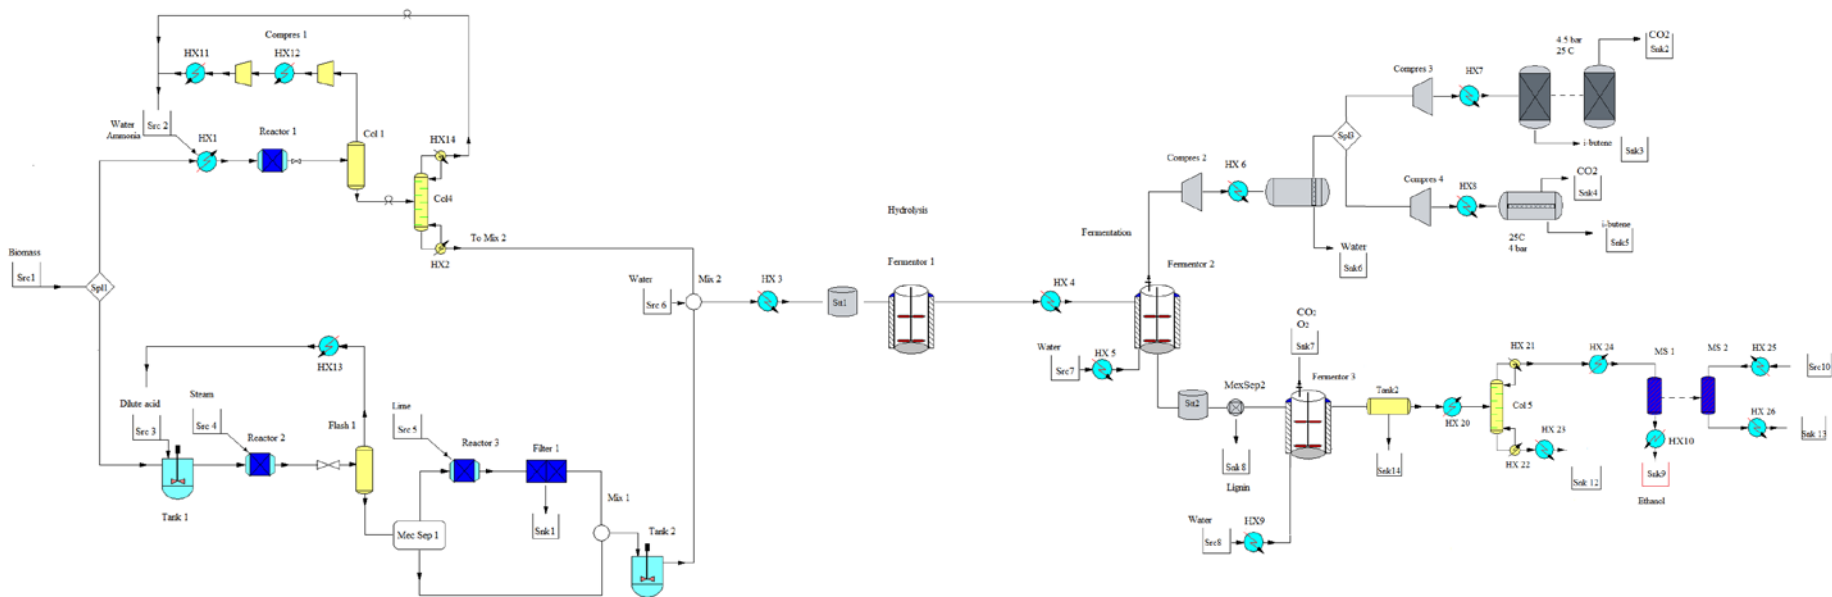 Compres 1
HX11
HX12
Water
Ammonia
Src 2
HX1
Reactor 1
Col 1
HX14
Col4
HX2
To Mix 2
Biomass
Src1
Spl1
HX13
Dilute acid
Src 3
Steam
Src 4
Reactor 2
Flash 1
Tank 1
Lime
Src 5
Reactor 3
Filter 1
Snk1
Mec Sep 1
Mix 1
Tank 2
Water
Src 6
Mix 2
HX 3
Stt1
Hydrolysis
Fermentor 1
HX 4
Fermentation
Fermentor 2
Water
Src7
HX 5
Compres 2
HX 6
Water
Snk6
Spl3
Compres 3
HX7
4.5 bar
25 C
CO2
Snk2
i-butene
Snk3
Compres 4
HX8
CO2
Snk4
25C
4 bar
i-butene
Snk5
Stt2
MexSep2
Snk8
Lignin
CO2
O2
Snk7
Fermentor 3
Water
Src8
HX9
Tank2
Snk14
HX 20
HX 21
Col 5
HX 22
HX 23
Snk 12
HX 24
MS 1
HX10
Snk9
Ethanol
MS 2
HX 25
Src10
HX 26
Snk 13